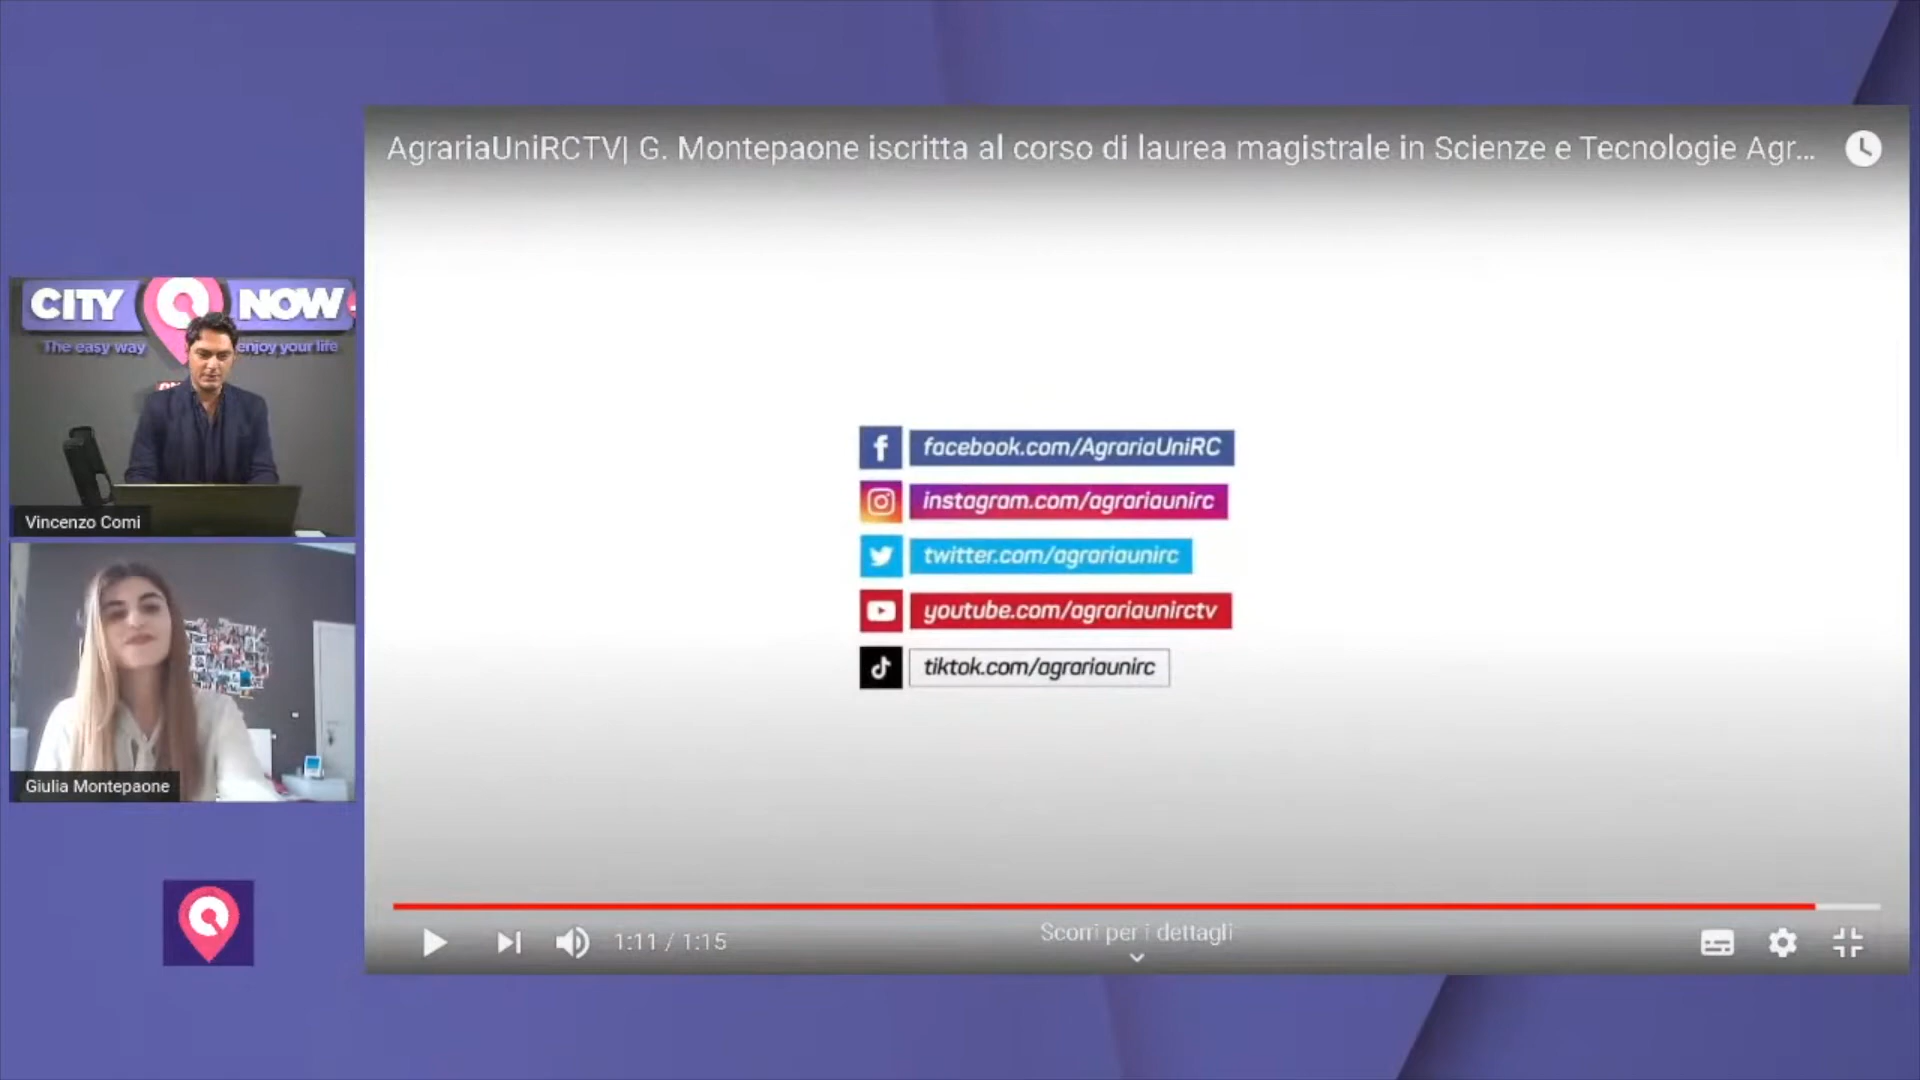 AgrariaUniRCTV| G. Montepaone iscritta al corso di laurea magistrale in Scienze e Tecnologie Agr...
CITY NOW
The easy way enjoy your life
Vincenzo Comi
Giulia Montepaone
facebook.com/AgrariaUniRC
instagram.com/agrariaunirc
twitter.com/agrariaunirc
youtube.com/agrariaunirctv
tiktok.com/agrariaunirc
1:11 / 1:15
Scorri per i dettagli